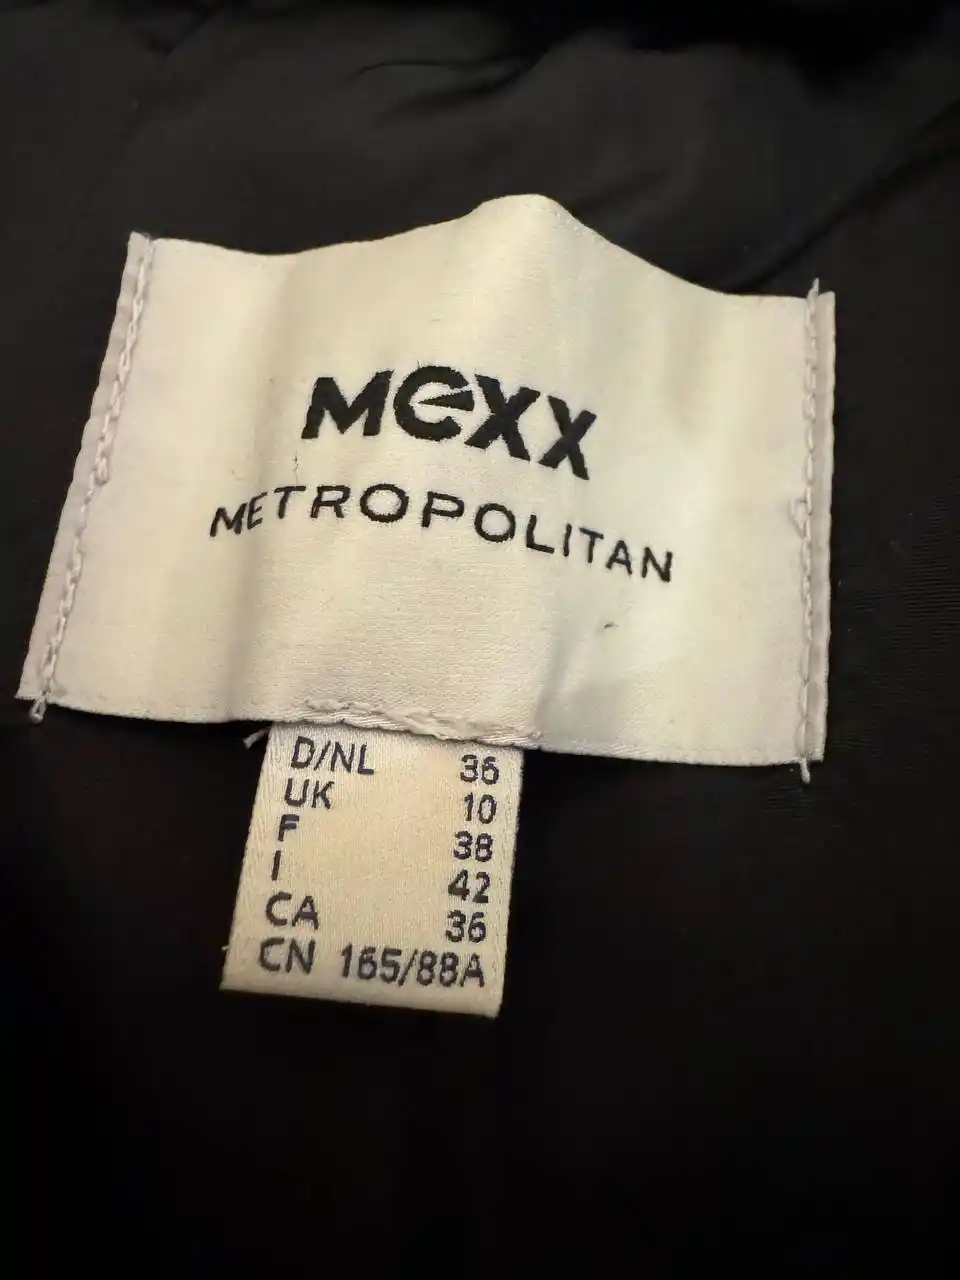 mexx
METROPOLITAN
D/NL 36
UK 10
F 38
I 42
CA 36
CN 165/88A